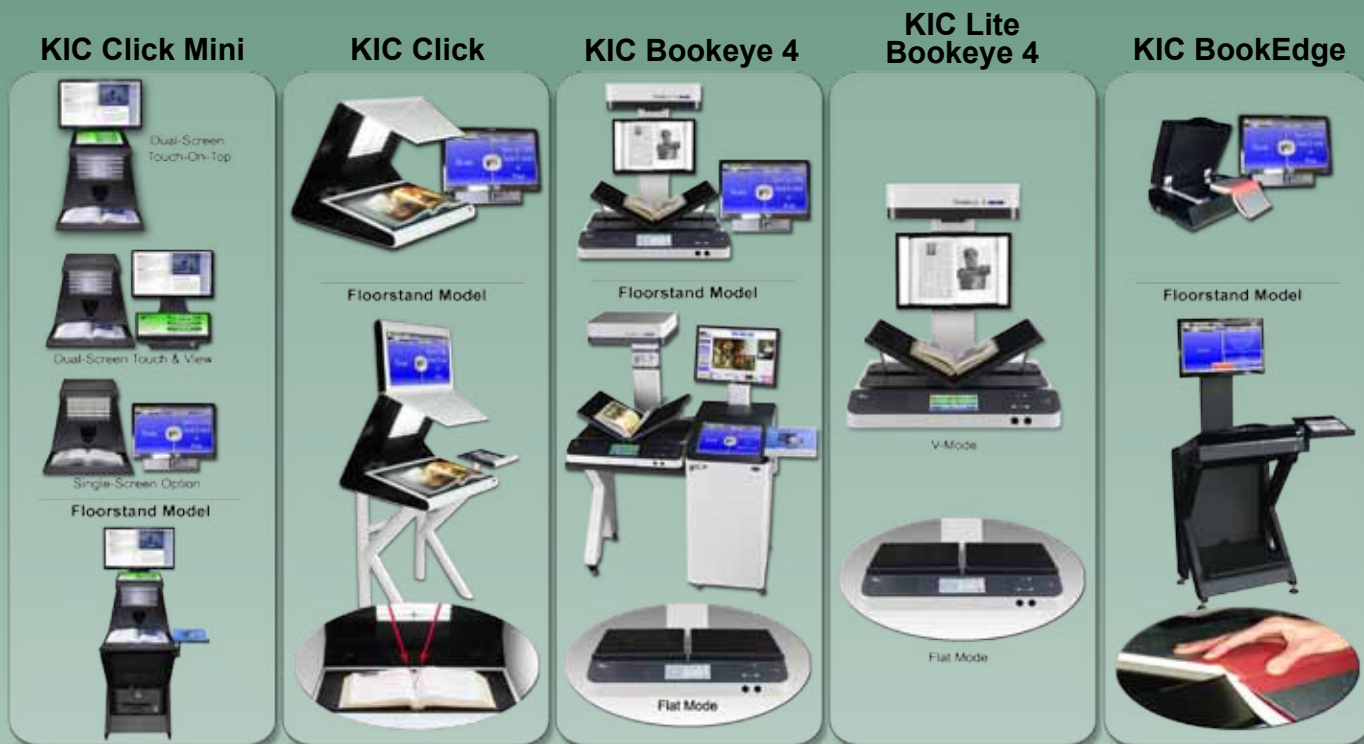 KIC Click Mini
Dual-Screen
Touch-On-Top
Dual-Screen Touch & View
Single-Screen Option
Floorstand Model
KIC Click
Floorstand Model
KIC Bookeye 4
Floorstand Model
Flat Mode
KIC Lite
Bookeye 4
V-Mode
Flat Mode
KIC BookEdge
Floorstand Model